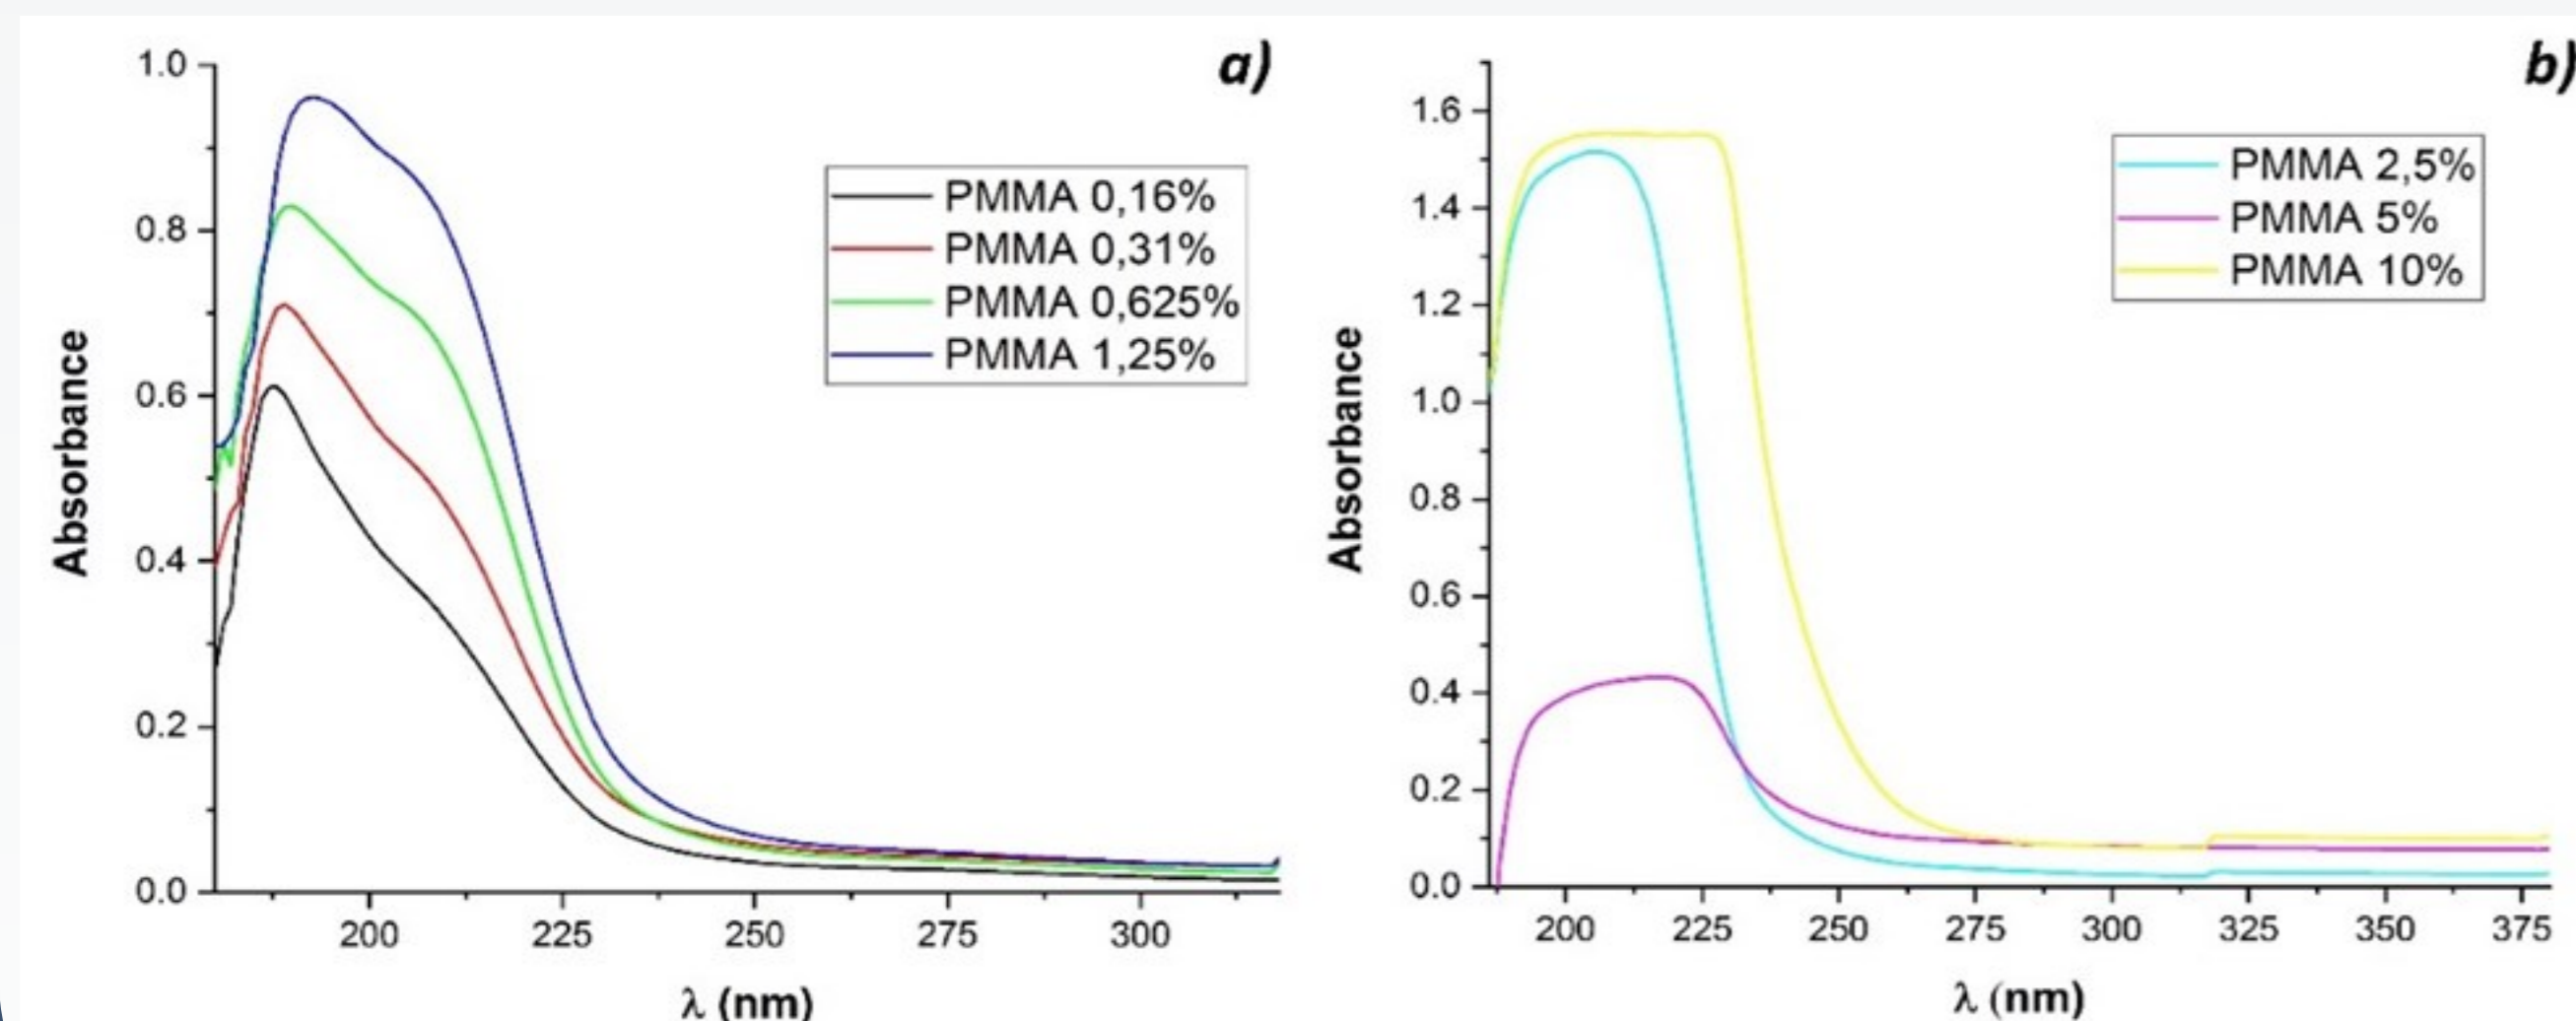 a)
1.0
0.8
0.6
0.4
0.2
0.0
Absorbance
PMMA 0,16%
PMMA 0,31%
PMMA 0,625%
PMMA 1,25%
200 225 250 275 300
λ (nm)
b)
1.6
1.4
1.2
1.0
0.8
0.6
0.4
0.2
0.0
Absorbance
PMMA 2,5%
PMMA 5%
PMMA 10%
200 225 250 275 300 325 350 375
λ (nm)